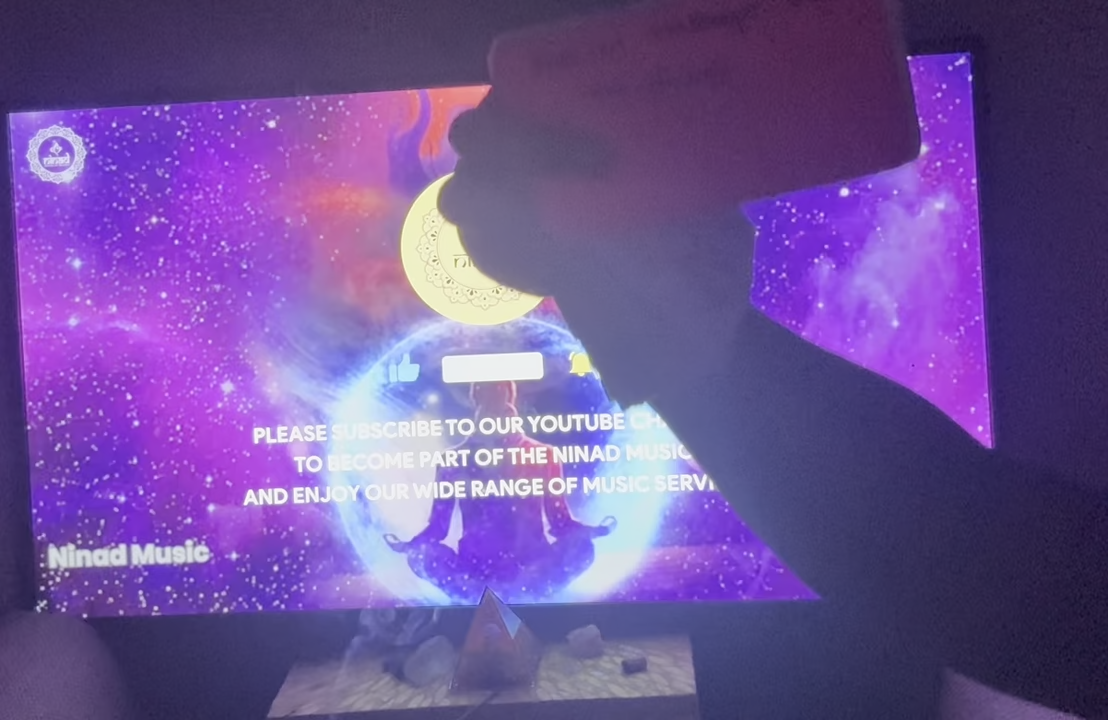 ninad
PLEASE SUBSCRIBE TO OUR YOUTUBE
TO BECOME PART OF THE NINAD MUSIC
AND ENJOY OUR WIDE RANGE OF MUSIC
Ninad Music